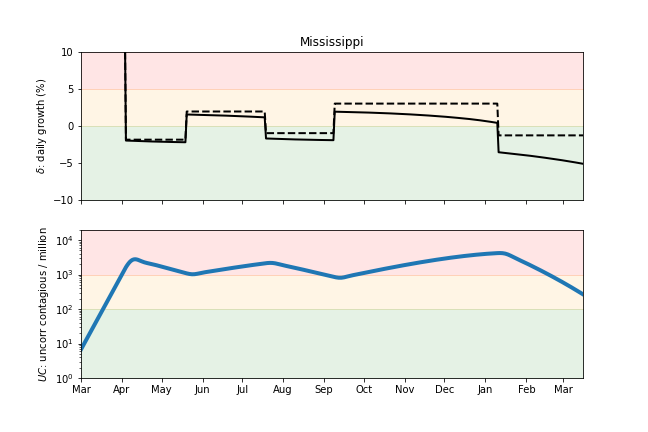 Mississippi
δ: daily growth (%)
10
5
0
−5
−10
UC: uncorr contagious / million
10⁴
10³
10²
10¹
10⁰
Mar Apr May Jun Jul Aug Sep Oct Nov Dec Jan Feb Mar